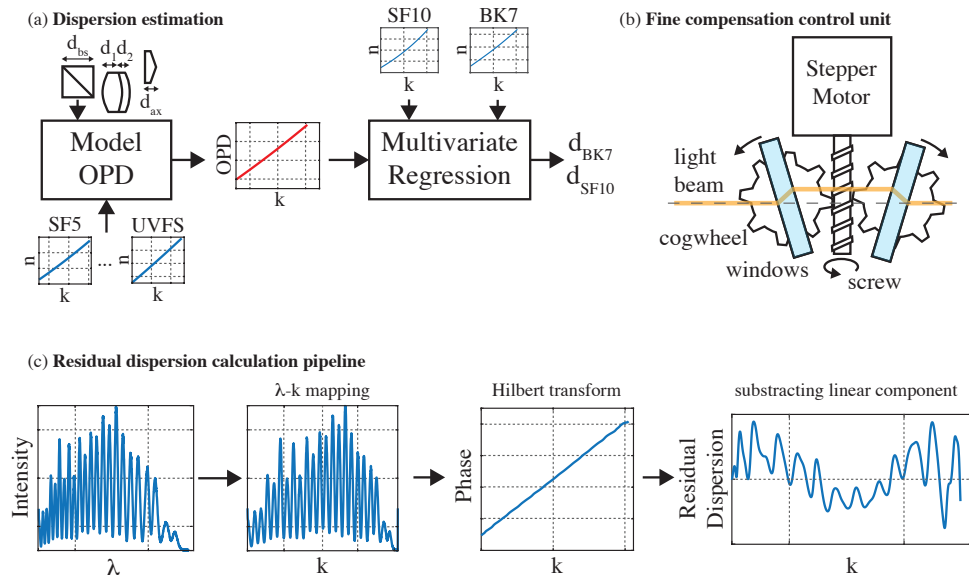 (a) Dispersion estimation
d_bs
d_1 d_2
d_ax
Model
OPD
SF5
n
k
...
UVFS
n
k
OPD
k
SF10
n
k
BK7
n
k
Multivariate
Regression
d_BK7
d_SF10
(b) Fine compensation control unit
Stepper
Motor
light
beam
cogwheel
windows
screw
(c) Residual dispersion calculation pipeline
Intensity
λ
λ-k mapping
k
Hilbert transform
Phase
k
substracting linear component
Residual
Dispersion
k